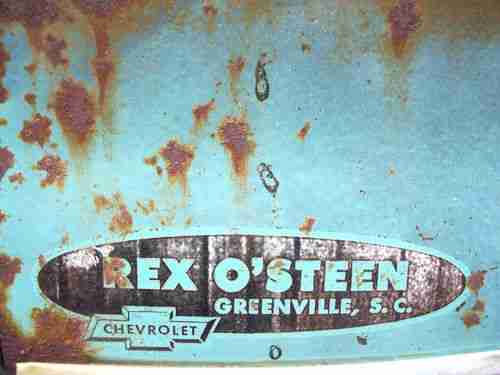 REX O'STEEN
GREENVILLE, S. C.
CHEVROLET